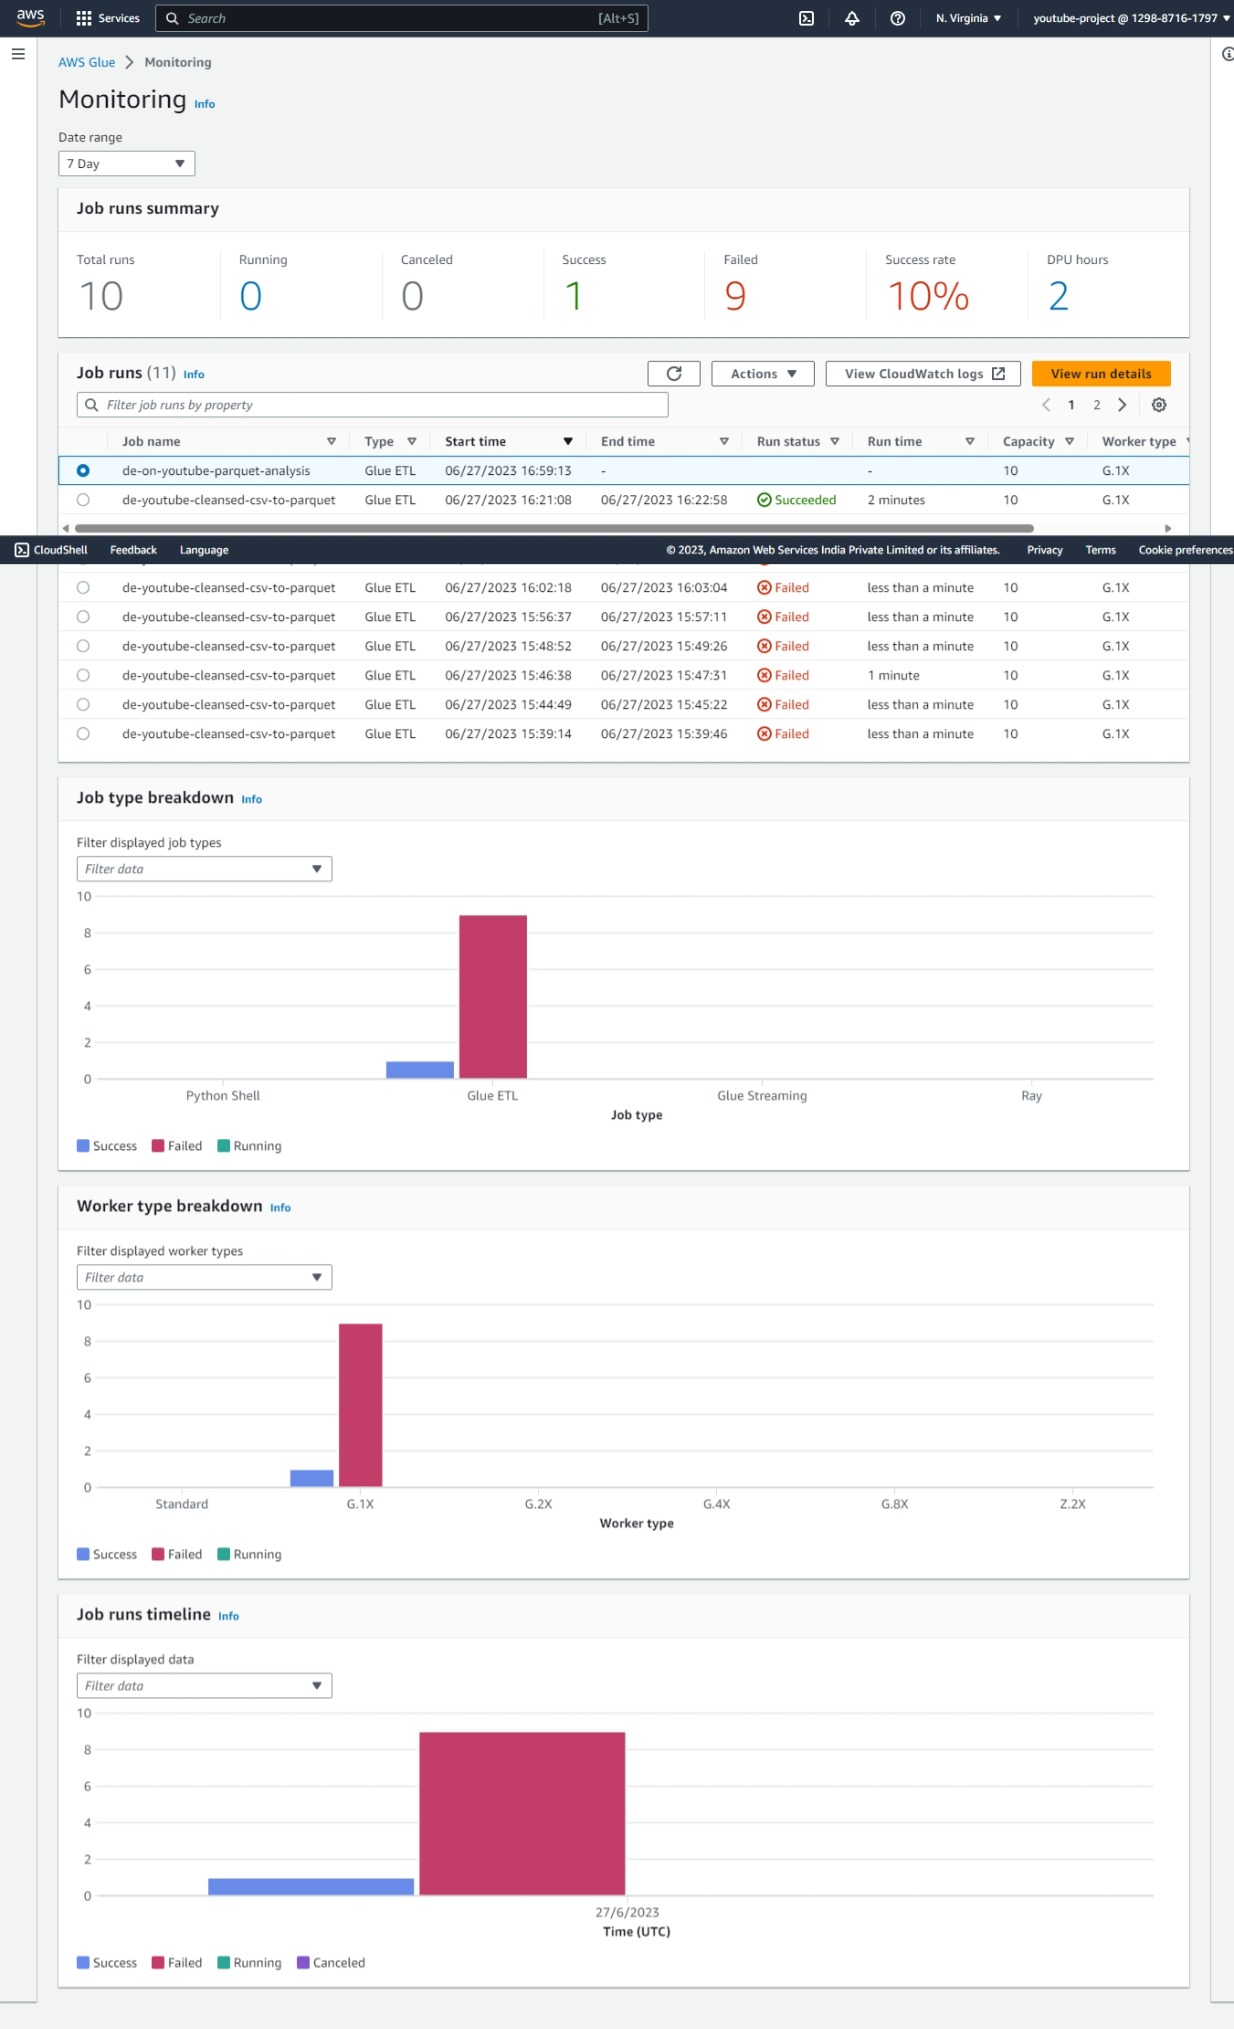 aws Services Search [Alt+S] N. Virginia youtube-project @ 1298-8716-1797
AWS Glue > Monitoring
Monitoring Info
Date range
7 Day
Job runs summary
Total runs Running Canceled Success Failed Success rate DPU hours
10 0 0 1 9 10% 2
Job runs (11) Info Actions View CloudWatch logs View run details
Filter job runs by property 1 2
Job name Type Start time End time Run status Run time Capacity Worker type
de-on-youtube-parquet-analysis Glue ETL 06/27/2023 16:59:13 - - 10 G.1X
de-youtube-cleansed-csv-to-parquet Glue ETL 06/27/2023 16:21:08 06/27/2023 16:22:58 Succeeded 2 minutes 10 G.1X
CloudShell Feedback Language © 2023, Amazon Web Services India Private Limited or its affiliates. Privacy Terms Cookie preferences
de-youtube-cleansed-csv-to-parquet Glue ETL 06/27/2023 16:02:18 06/27/2023 16:03:04 Failed less than a minute 10 G.1X
de-youtube-cleansed-csv-to-parquet Glue ETL 06/27/2023 15:56:37 06/27/2023 15:57:11 Failed less than a minute 10 G.1X
de-youtube-cleansed-csv-to-parquet Glue ETL 06/27/2023 15:48:52 06/27/2023 15:49:26 Failed less than a minute 10 G.1X
de-youtube-cleansed-csv-to-parquet Glue ETL 06/27/2023 15:46:38 06/27/2023 15:47:31 Failed 1 minute 10 G.1X
de-youtube-cleansed-csv-to-parquet Glue ETL 06/27/2023 15:44:49 06/27/2023 15:45:22 Failed less than a minute 10 G.1X
de-youtube-cleansed-csv-to-parquet Glue ETL 06/27/2023 15:39:14 06/27/2023 15:39:46 Failed less than a minute 10 G.1X
Job type breakdown Info
Filter displayed job types
Filter data
10
8
6
4
2
0
Python Shell Glue ETL Glue Streaming Ray
Job type
Success Failed Running
Worker type breakdown Info
Filter displayed worker types
Filter data
10
8
6
4
2
0
Standard G.1X G.2X G.4X G.8X Z.2X
Worker type
Success Failed Running
Job runs timeline Info
Filter displayed data
Filter data
10
8
6
4
2
0
27/6/2023
Time (UTC)
Success Failed Running Canceled